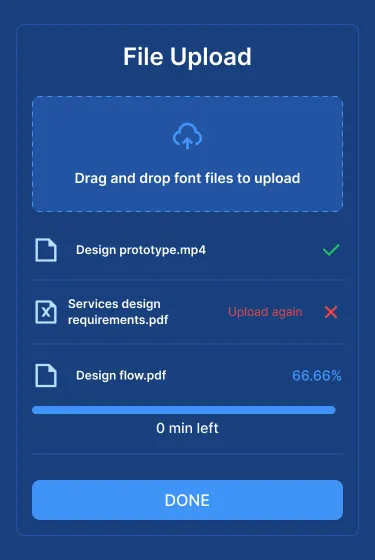 File Upload
Drag and drop font files to upload
Design prototype.mp4
Services design
requirements.pdf
Upload again
Design flow.pdf
66.66%
0 min left
DONE